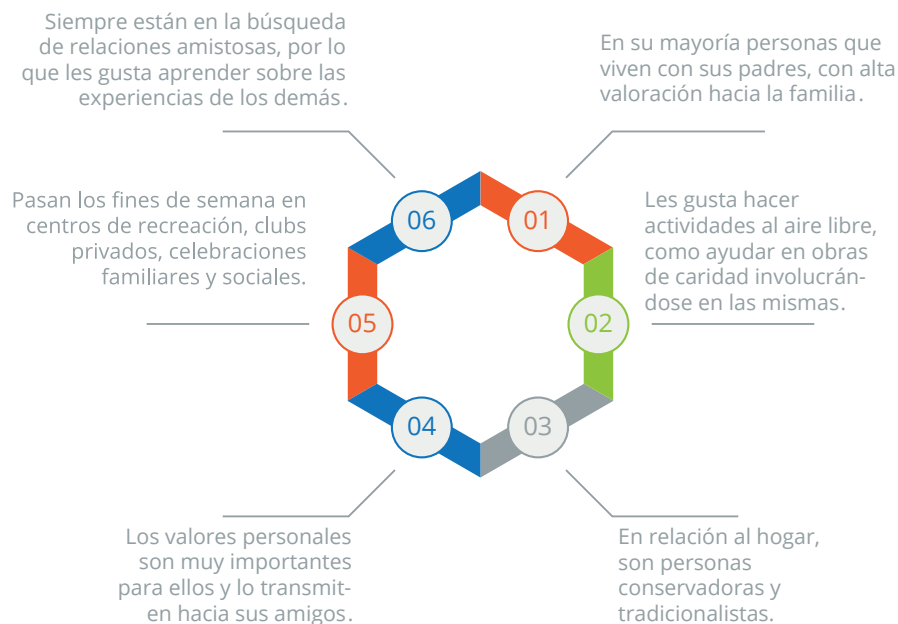 Siempre están en la búsqueda
de relaciones amistosas, por lo
que les gusta aprender sobre las
experiencias de los demás.
En su mayoría personas que
viven con sus padres, con alta
valoración hacia la familia.
06
01
Pasan los fines de semana en
centros de recreación, clubs
privados, celebraciones
familiares y sociales.
Les gusta hacer
actividades al aire libre,
como ayudar en obras
de caridad involucrán-
dose en las mismas.
05
02
04
03
Los valores personales
son muy importantes
para ellos y lo transmit-
en hacia sus amigos.
En relación al hogar,
son personas
conservadoras y
tradicionalistas.